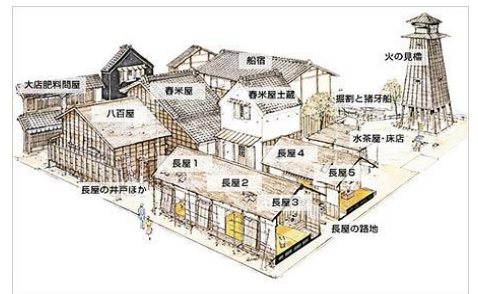 船宿
火の見櫓
大店肥料問屋
舂米屋
舂米屋土蔵
掘割と猪牙船
八百屋
水茶屋・床店
長屋1
長屋4
長屋2
長屋5
長屋の井戸ほか
長屋3
長屋の路地